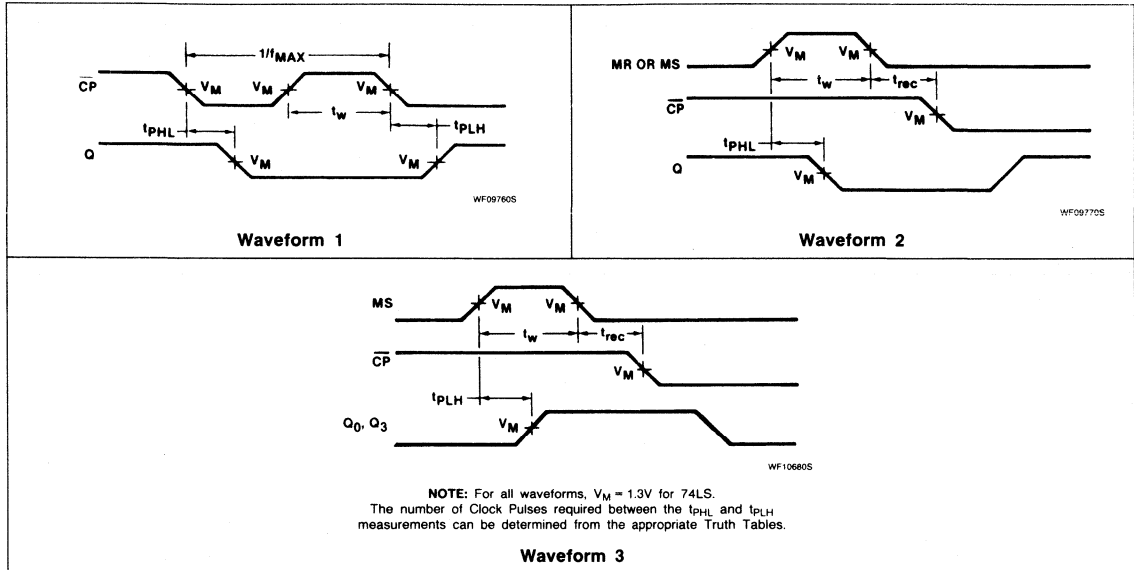 1/fMAX
CP
VM VM VM
tw
tPHL tPLH
Q
VM VM
WF09760S
Waveform 1
MR OR MS
VM VM
tw trec
CP
VM
tPHL
Q
VM
WF09770S
Waveform 2
MS
VM VM
tw trec
CP
VM
tPLH
Q0, Q3
VM
WF10680S
NOTE: For all waveforms, VM = 1.3V for 74LS.
The number of Clock Pulses required between the tPHL and tPLH
measurements can be determined from the appropriate Truth Tables.
Waveform 3